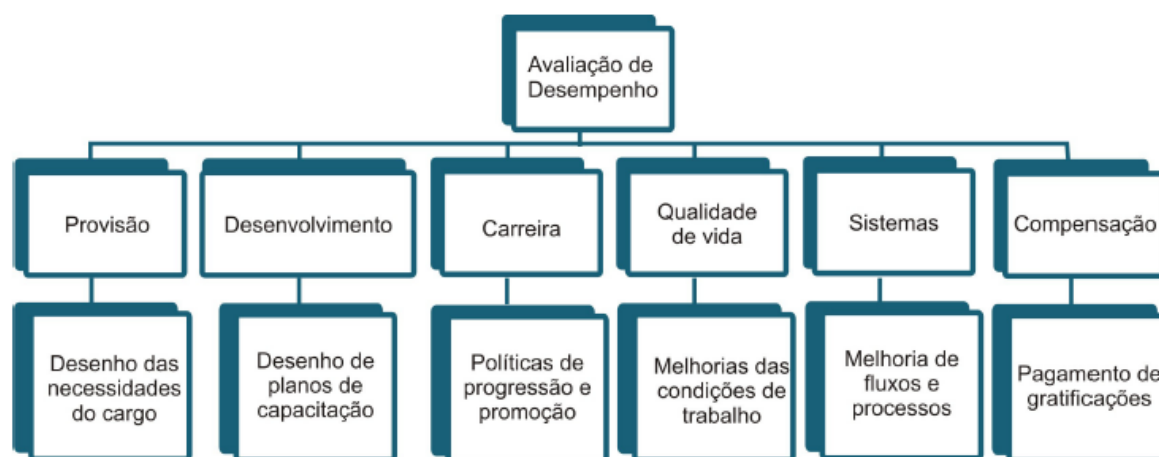 Avaliação de
Desempenho
Provisão
Desenvolvimento
Carreira
Qualidade
de vida
Sistemas
Compensação
Desenho das
necessidades
do cargo
Desenho de
planos de
capacitação
Políticas de
progressão e
promoção
Melhorias das
condições de
trabalho
Melhoria de
fluxos e
processos
Pagamento de
gratificações